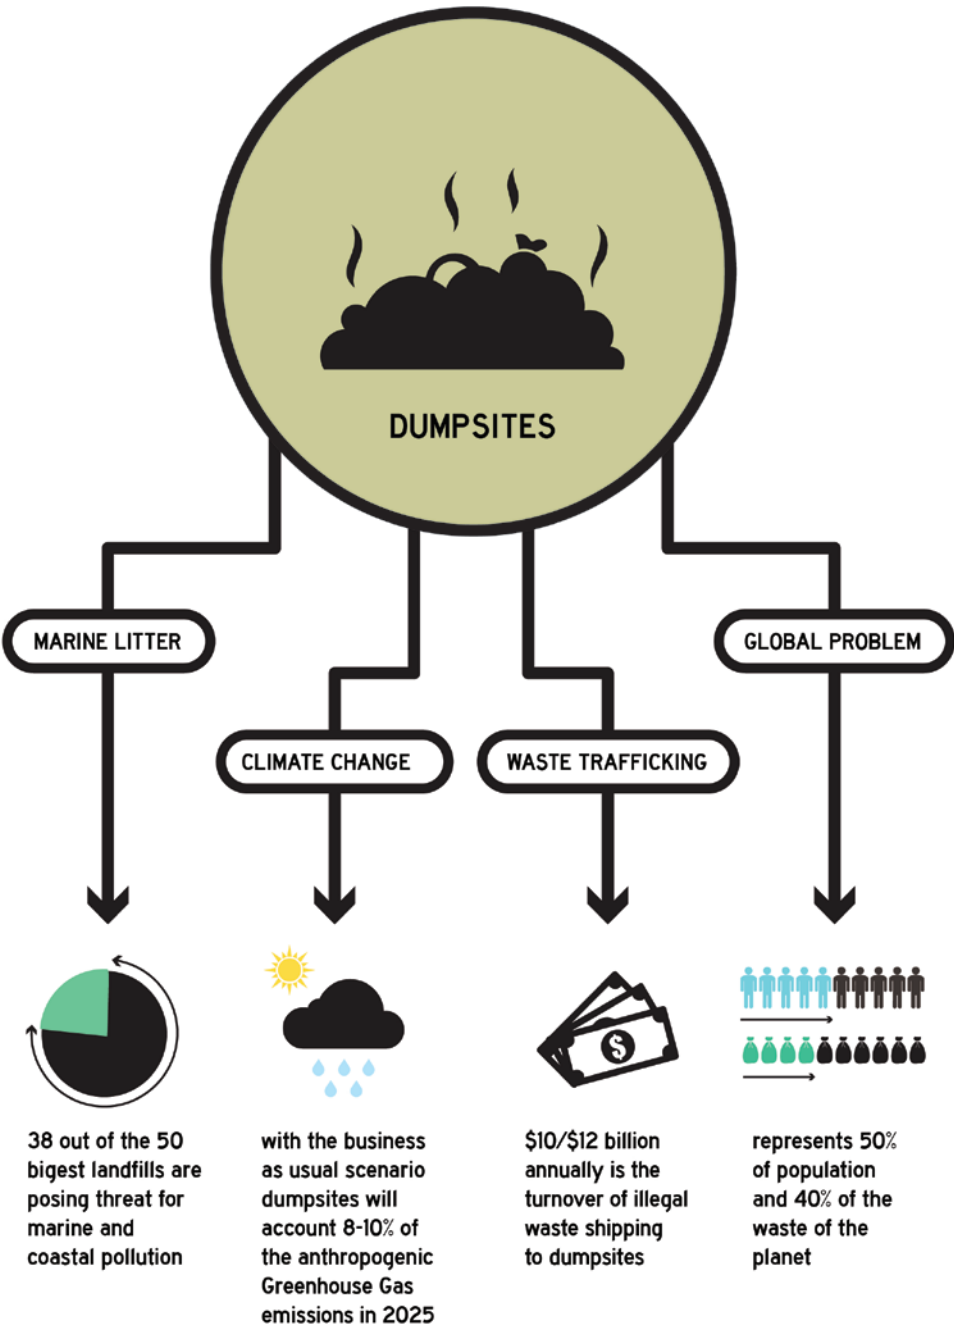 DUMPSITES
MARINE LITTER
GLOBAL PROBLEM
CLIMATE CHANGE
WASTE TRAFFICKING
38 out of the 50
bigest landfills are
posing threat for
marine and
coastal pollution
with the business
as usual scenario
dumpsites will
account 8-10% of
the anthropogenic
Greenhouse Gas
emissions in 2025
$
$10/$12 billion
annually is the
turnover of illegal
waste shipping
to dumpsites
represents 50%
of population
and 40% of the
waste of the
planet